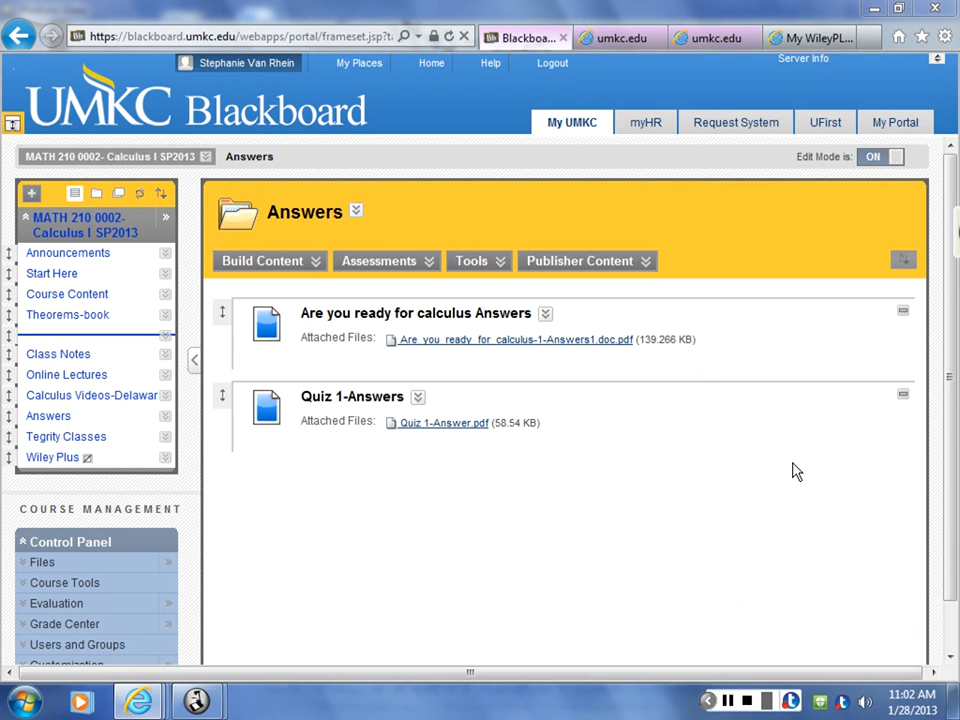 https://blackboard.umkc.edu/webapps/portal/frameset.jsp?t
Blackboa...
umkc.edu
umkc.edu
My WileyPL...
Stephanie Van Rhein
My Places
Home
Help
Logout
Server Info
UMKC Blackboard
My UMKC
myHR
Request System
UFirst
My Portal
MATH 210 0002- Calculus I SP2013
Answers
Edit Mode is:
ON
MATH 210 0002-
Calculus I SP2013
Announcements
Start Here
Course Content
Theorems-book
Class Notes
Online Lectures
Calculus Videos-Delawar
Answers
Tegrity Classes
Wiley Plus
COURSE MANAGEMENT
Control Panel
Files
Course Tools
Evaluation
Grade Center
Users and Groups
Customization
Answers
Build Content
Assessments
Tools
Publisher Content
Are you ready for calculus Answers
Attached Files: Are_you_ready_for_calculus-1-Answers1.doc.pdf (139.266 KB)
Quiz 1-Answers
Attached Files: Quiz 1-Answer.pdf (58.54 KB)
11:02 AM
1/28/2013